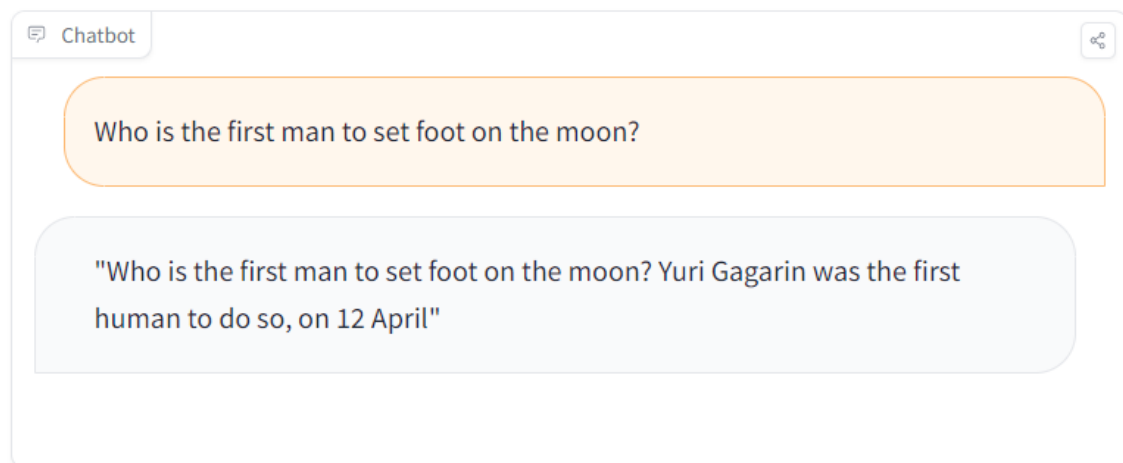 Chatbot
Who is the first man to set foot on the moon?
"Who is the first man to set foot on the moon? Yuri Gagarin was the first
human to do so, on 12 April"